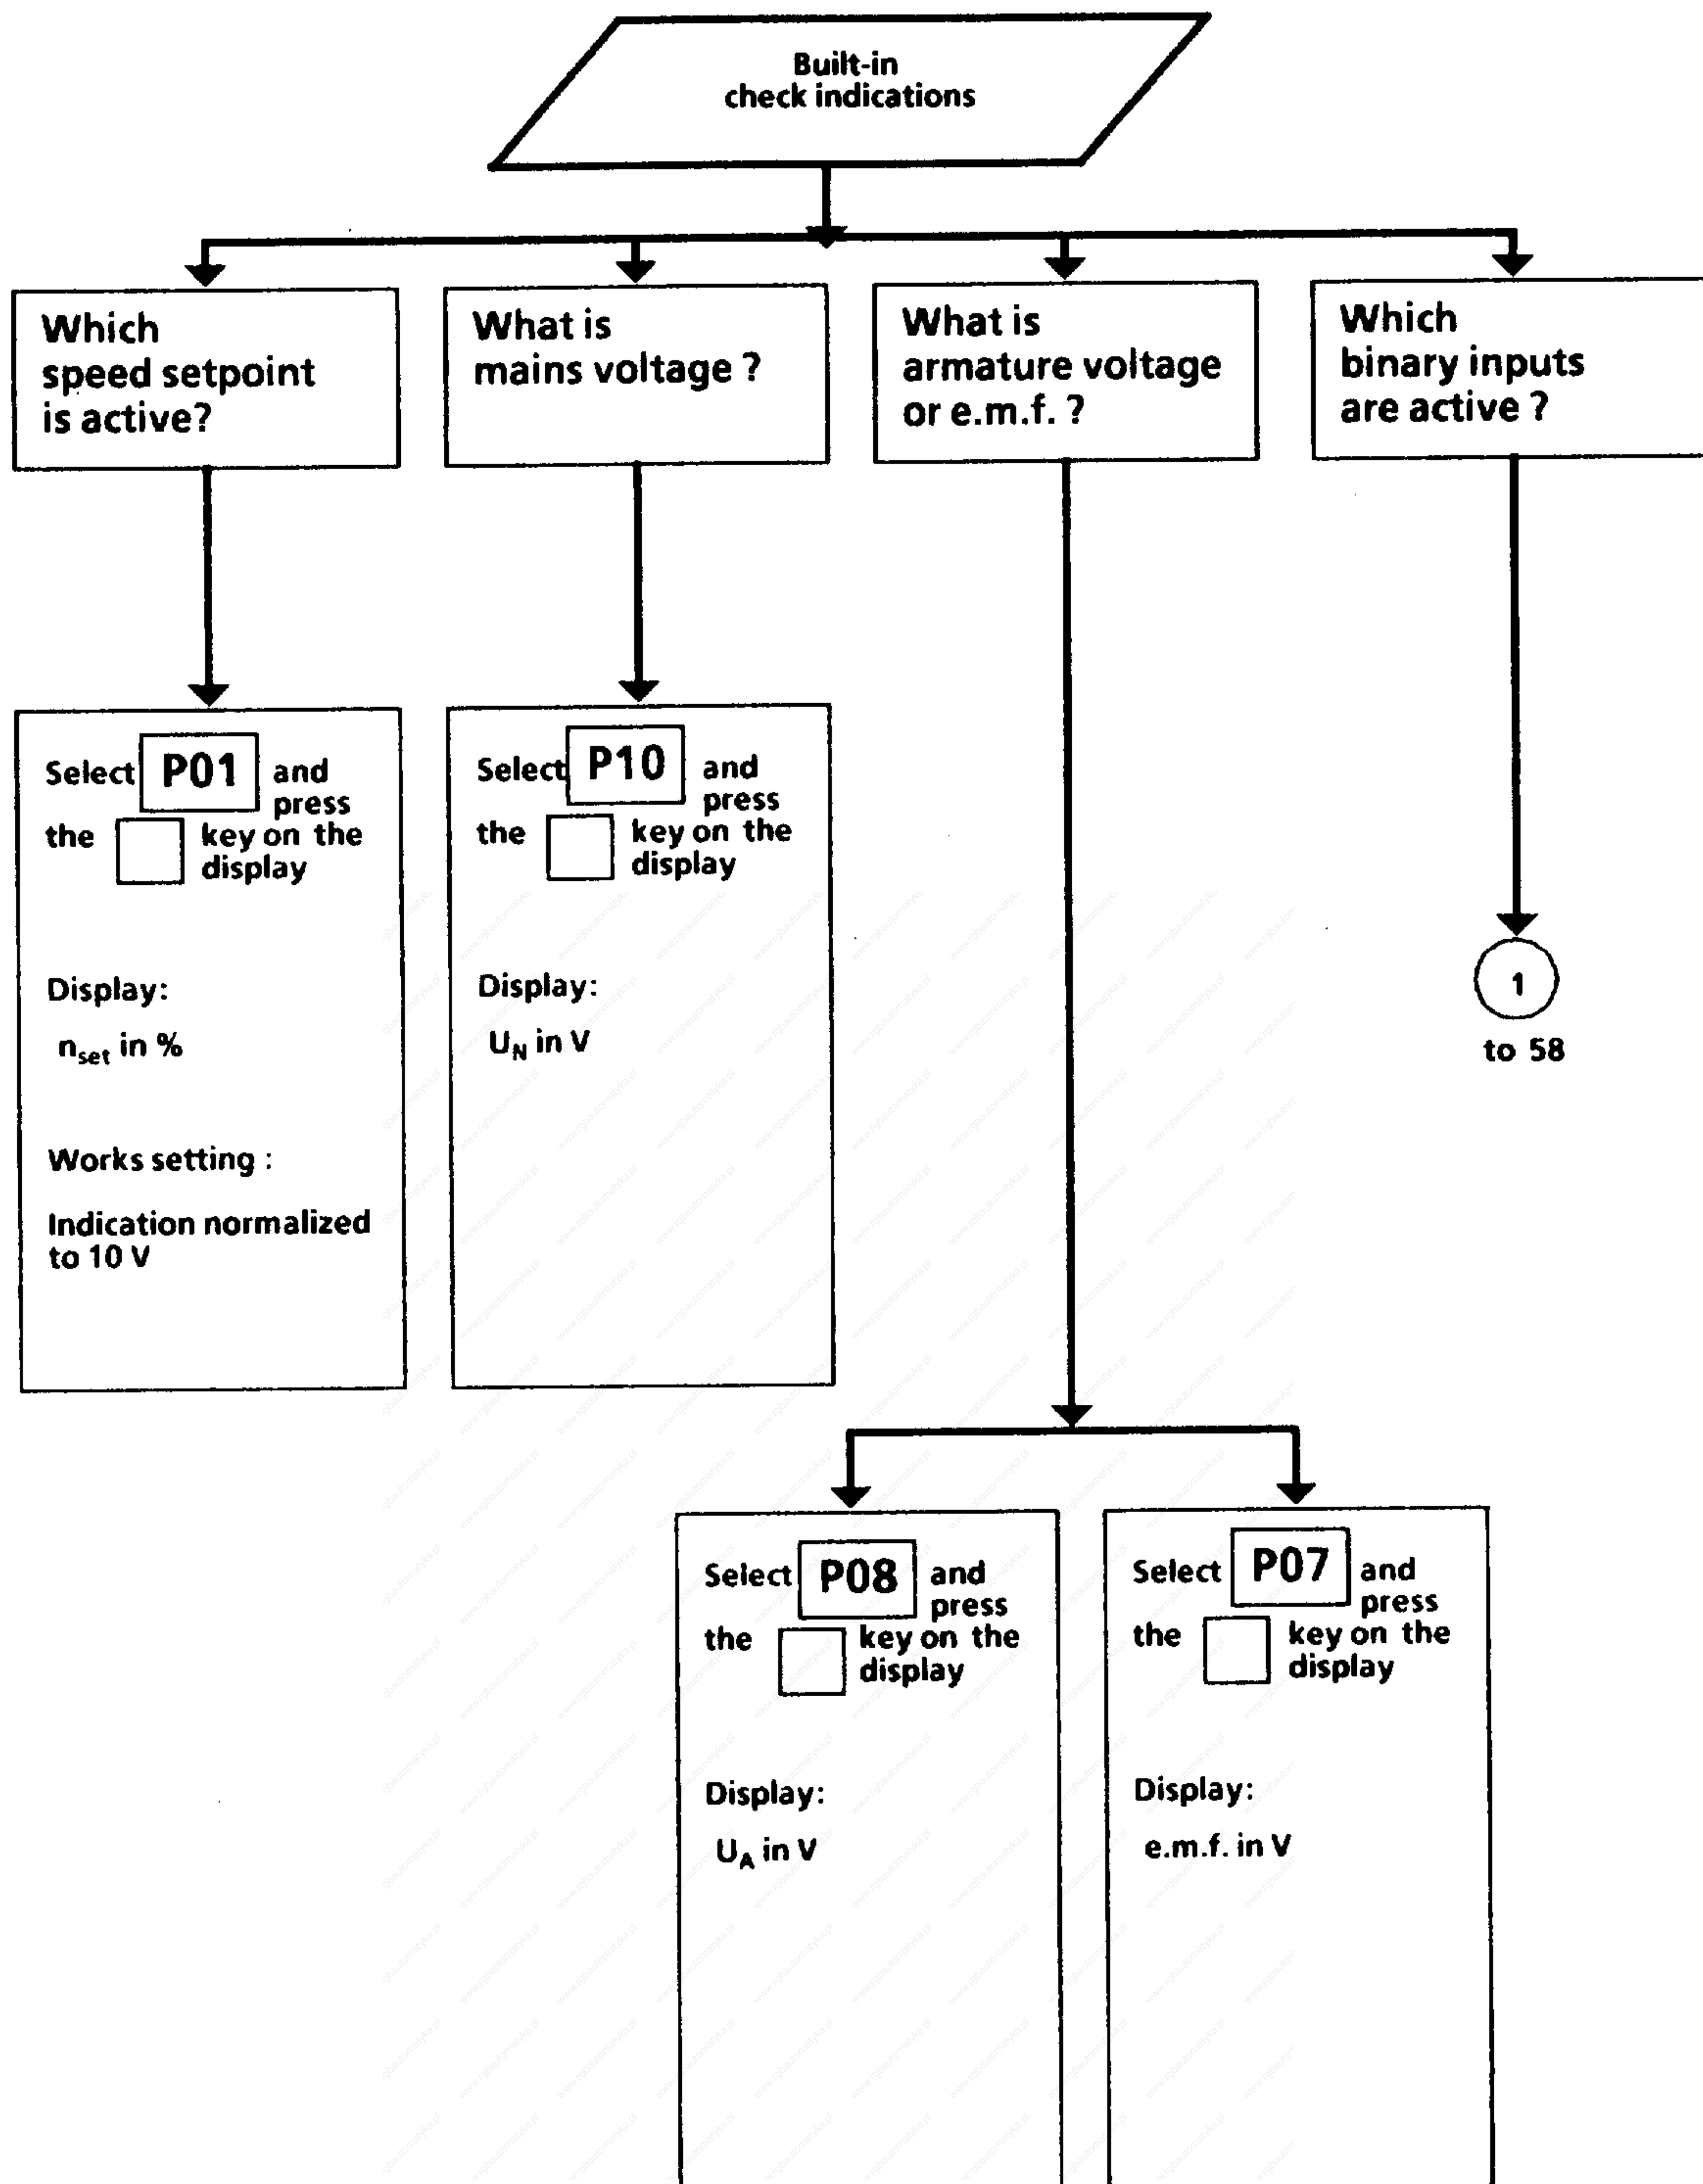 Built-in
check indications
Which
speed setpoint
is active?
What is
mains voltage ?
What is
armature voltage
or e.m.f. ?
Which
binary inputs
are active ?
Select P01 and
press
the key on the
display
Display:
nset in %
Works setting :
Indication normalized
to 10 V
Select P10 and
press
the key on the
display
Display:
UN in V
1
to 58
Select P08 and
press
the key on the
display
Display:
UA in V
Select P07 and
press
the key on the
display
Display:
e.m.f. in V
www.rgbautomatyka.pl